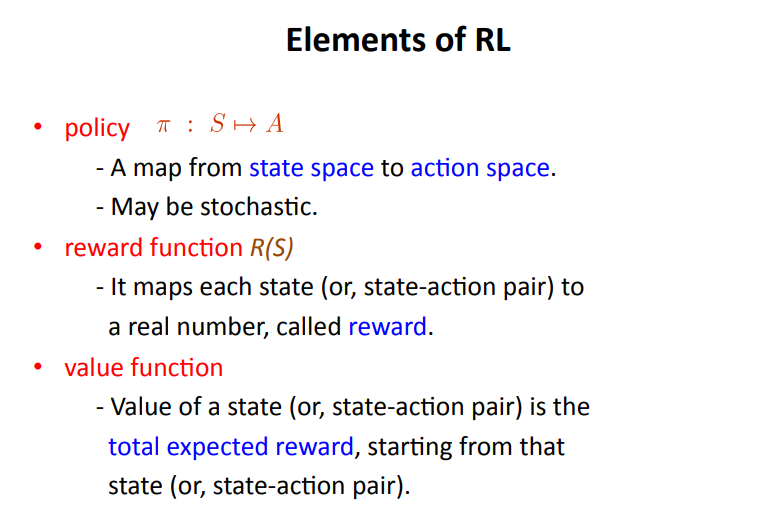 Elements of RL
• policy π : S ↦ A
- A map from state space to action space.
- May be stochastic.
• reward function R(S)
- It maps each state (or, state-action pair) to
a real number, called reward.
• value function
- Value of a state (or, state-action pair) is the
total expected reward, starting from that
state (or, state-action pair).